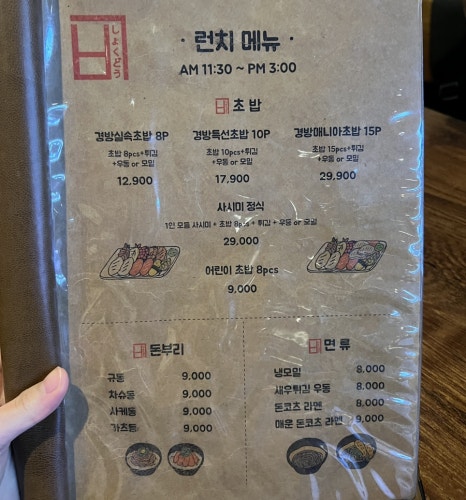 しょくどう
· 런치 메뉴 ·
AM 11:30 ~ PM 3:00
초밥
경방실속초밥 8P
초밥 8pcs+튀김
+우동 or 모밀
12,900
경방특선초밥 10P
초밥 10pcs+튀김
+우동 or 모밀
17,900
경방매니아초밥 15P
초밥 15pcs+튀김
+우동 or 모밀
29,900
사시미 정식
1인 모듬 사시미 + 초밥 8pcs + 튀김 + 우동 or 모밀
29,000
어린이 초밥 8pcs
9,000
돈부리
규동 9,000
차슈동 9,000
사케동 9,000
가츠동 9,000
면류
냉모밀 8,000
새우튀김 우동 8,000
돈코츠 라멘 8,000
매운 돈코츠 라멘 9,000